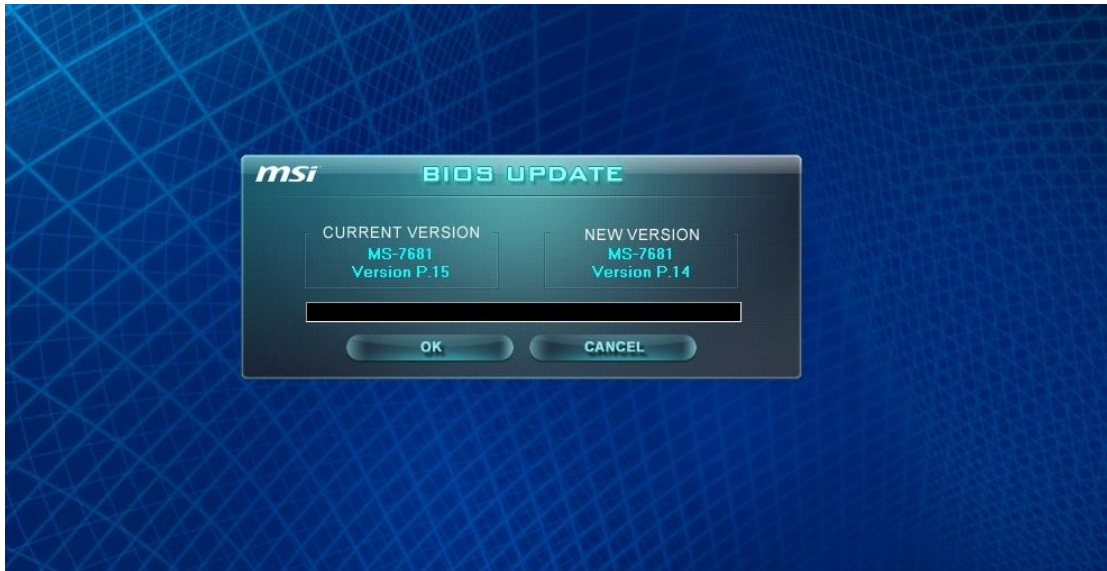 msi BIOS UPDATE
CURRENT VERSION
MS-7681
Version P.15
NEW VERSION
MS-7681
Version P.14
OK
CANCEL